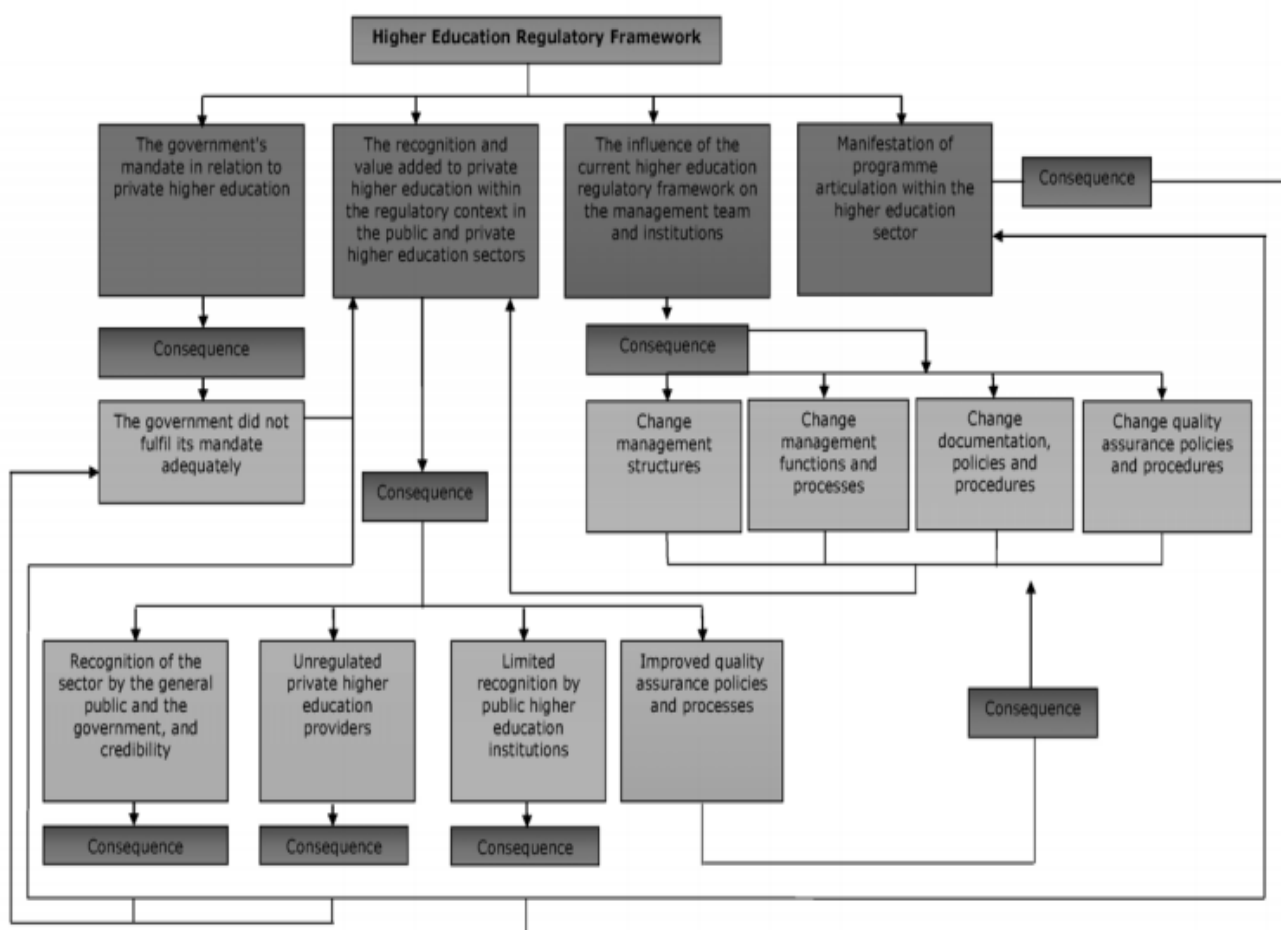 Higher Education Regulatory Framework
The government's
mandate in relation to
private higher education
The recognition and
value added to private
higher education within
the regulatory context in
the public and private
higher education sectors
The influence of the
current higher education
regulatory framework on
the management team
and institutions
Manifestation of
programme
articulation within the
higher education
sector
Consequence
Consequence
Consequence
The government did not
fulfil its mandate
adequately
Change
management
structures
Change
management
functions and
processes
Change
documentation,
policies and
procedures
Change quality
assurance policies
and procedures
Consequence
Recognition of the
sector by the general
public and the
government, and
credibility
Unregulated
private higher
education
providers
Limited
recognition by
public higher
education
institutions
Improved quality
assurance policies
and processes
Consequence
Consequence
Consequence
Consequence